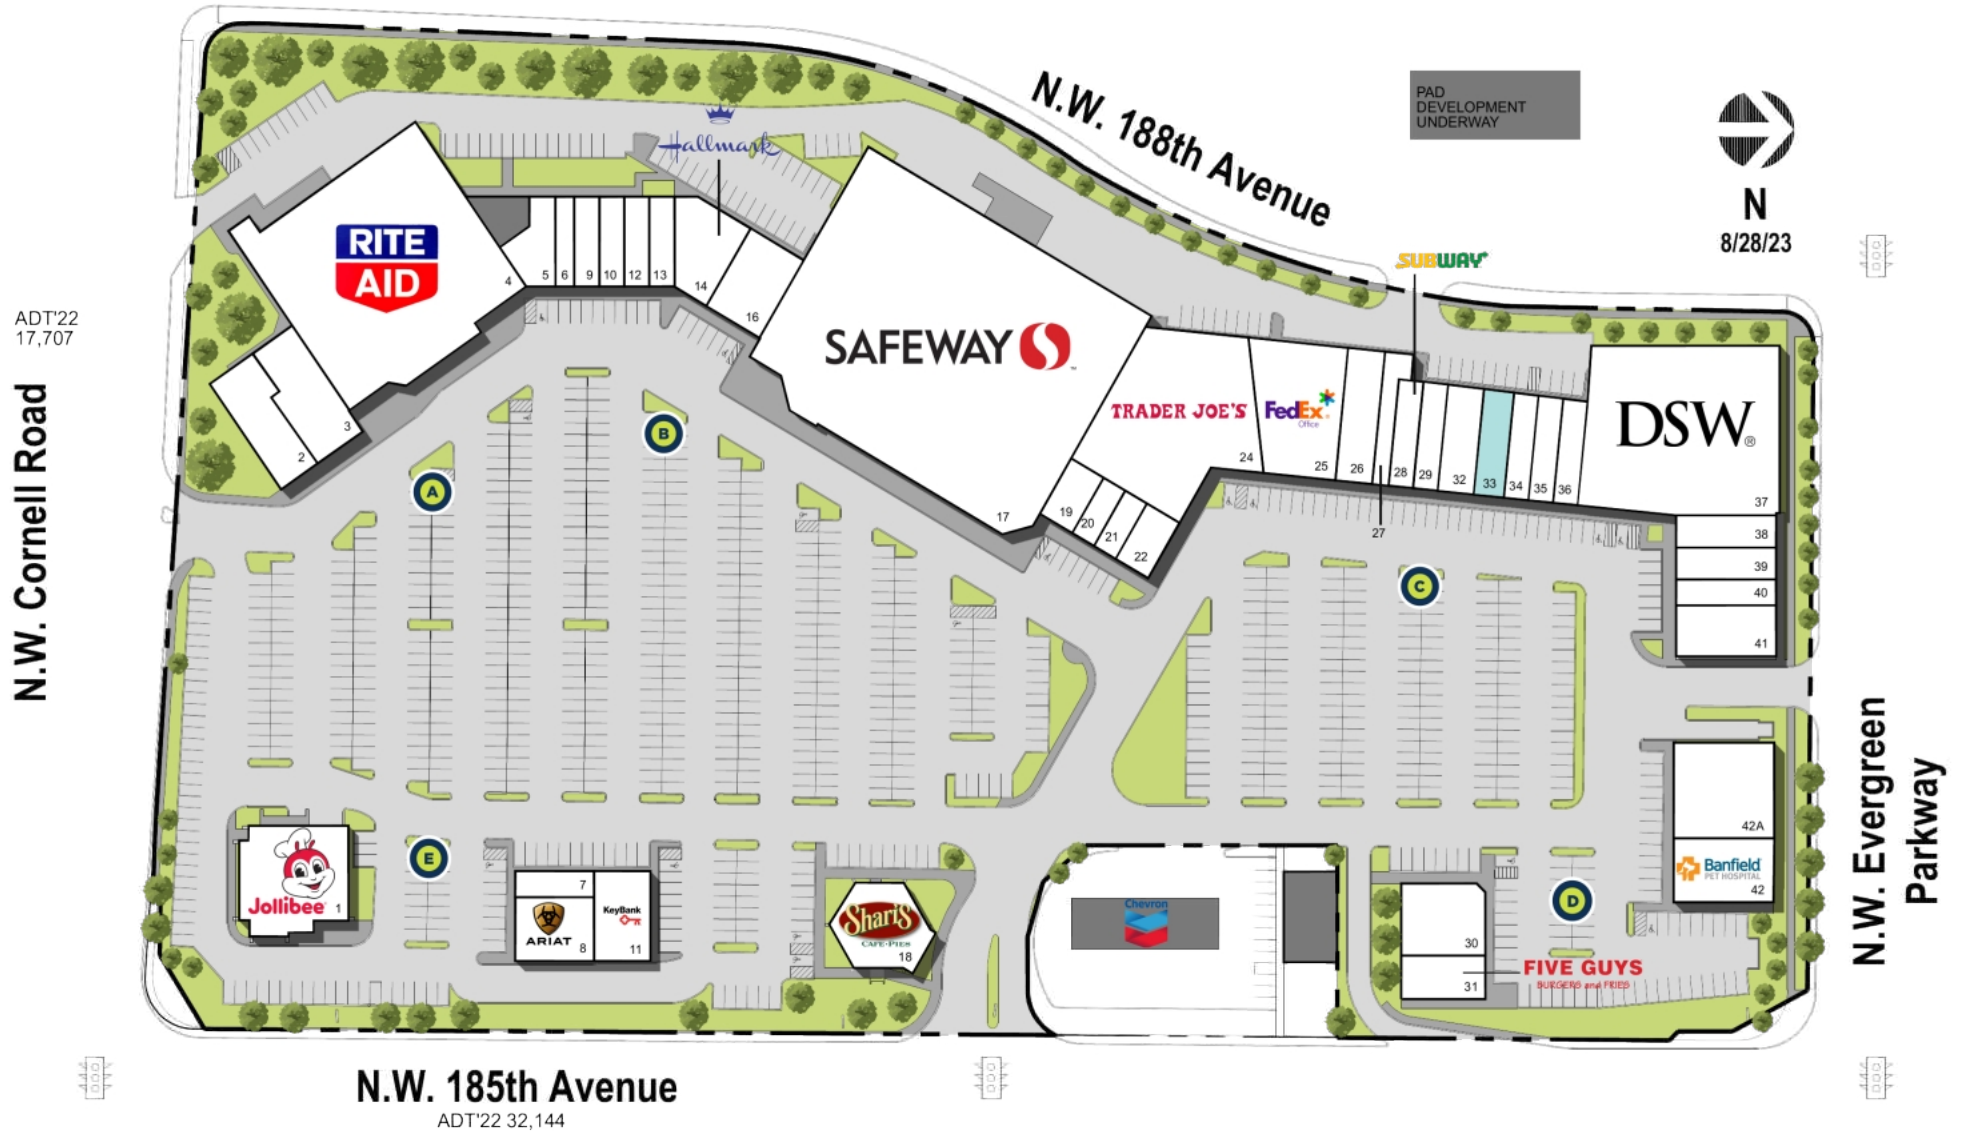 N.W. 188th Avenue
PAD
DEVELOPMENT
UNDERWAY
N
8/28/23
Hallmark
RITE
AID
4
5
6
9
10
12
13
14
16
SUBWAY
SAFEWAY
17
TRADER JOE'S
24
FedEx
Office
25
26
27
28
29
32
33
34
35
36
DSW
37
ADT'22
17,707
N.W. Cornell Road
2
3
A
B
19
20
21
22
C
38
39
40
41
N.W. Evergreen
Parkway
Jollibee
1
E
7
ARIAT
8
KeyBank
11
Shari's
CAFE • PIES
18
Chevron
30
31
FIVE GUYS
BURGERS and FRIES
D
42A
Banfield
PET HOSPITAL
42
N.W. 185th Avenue
ADT'22 32,144